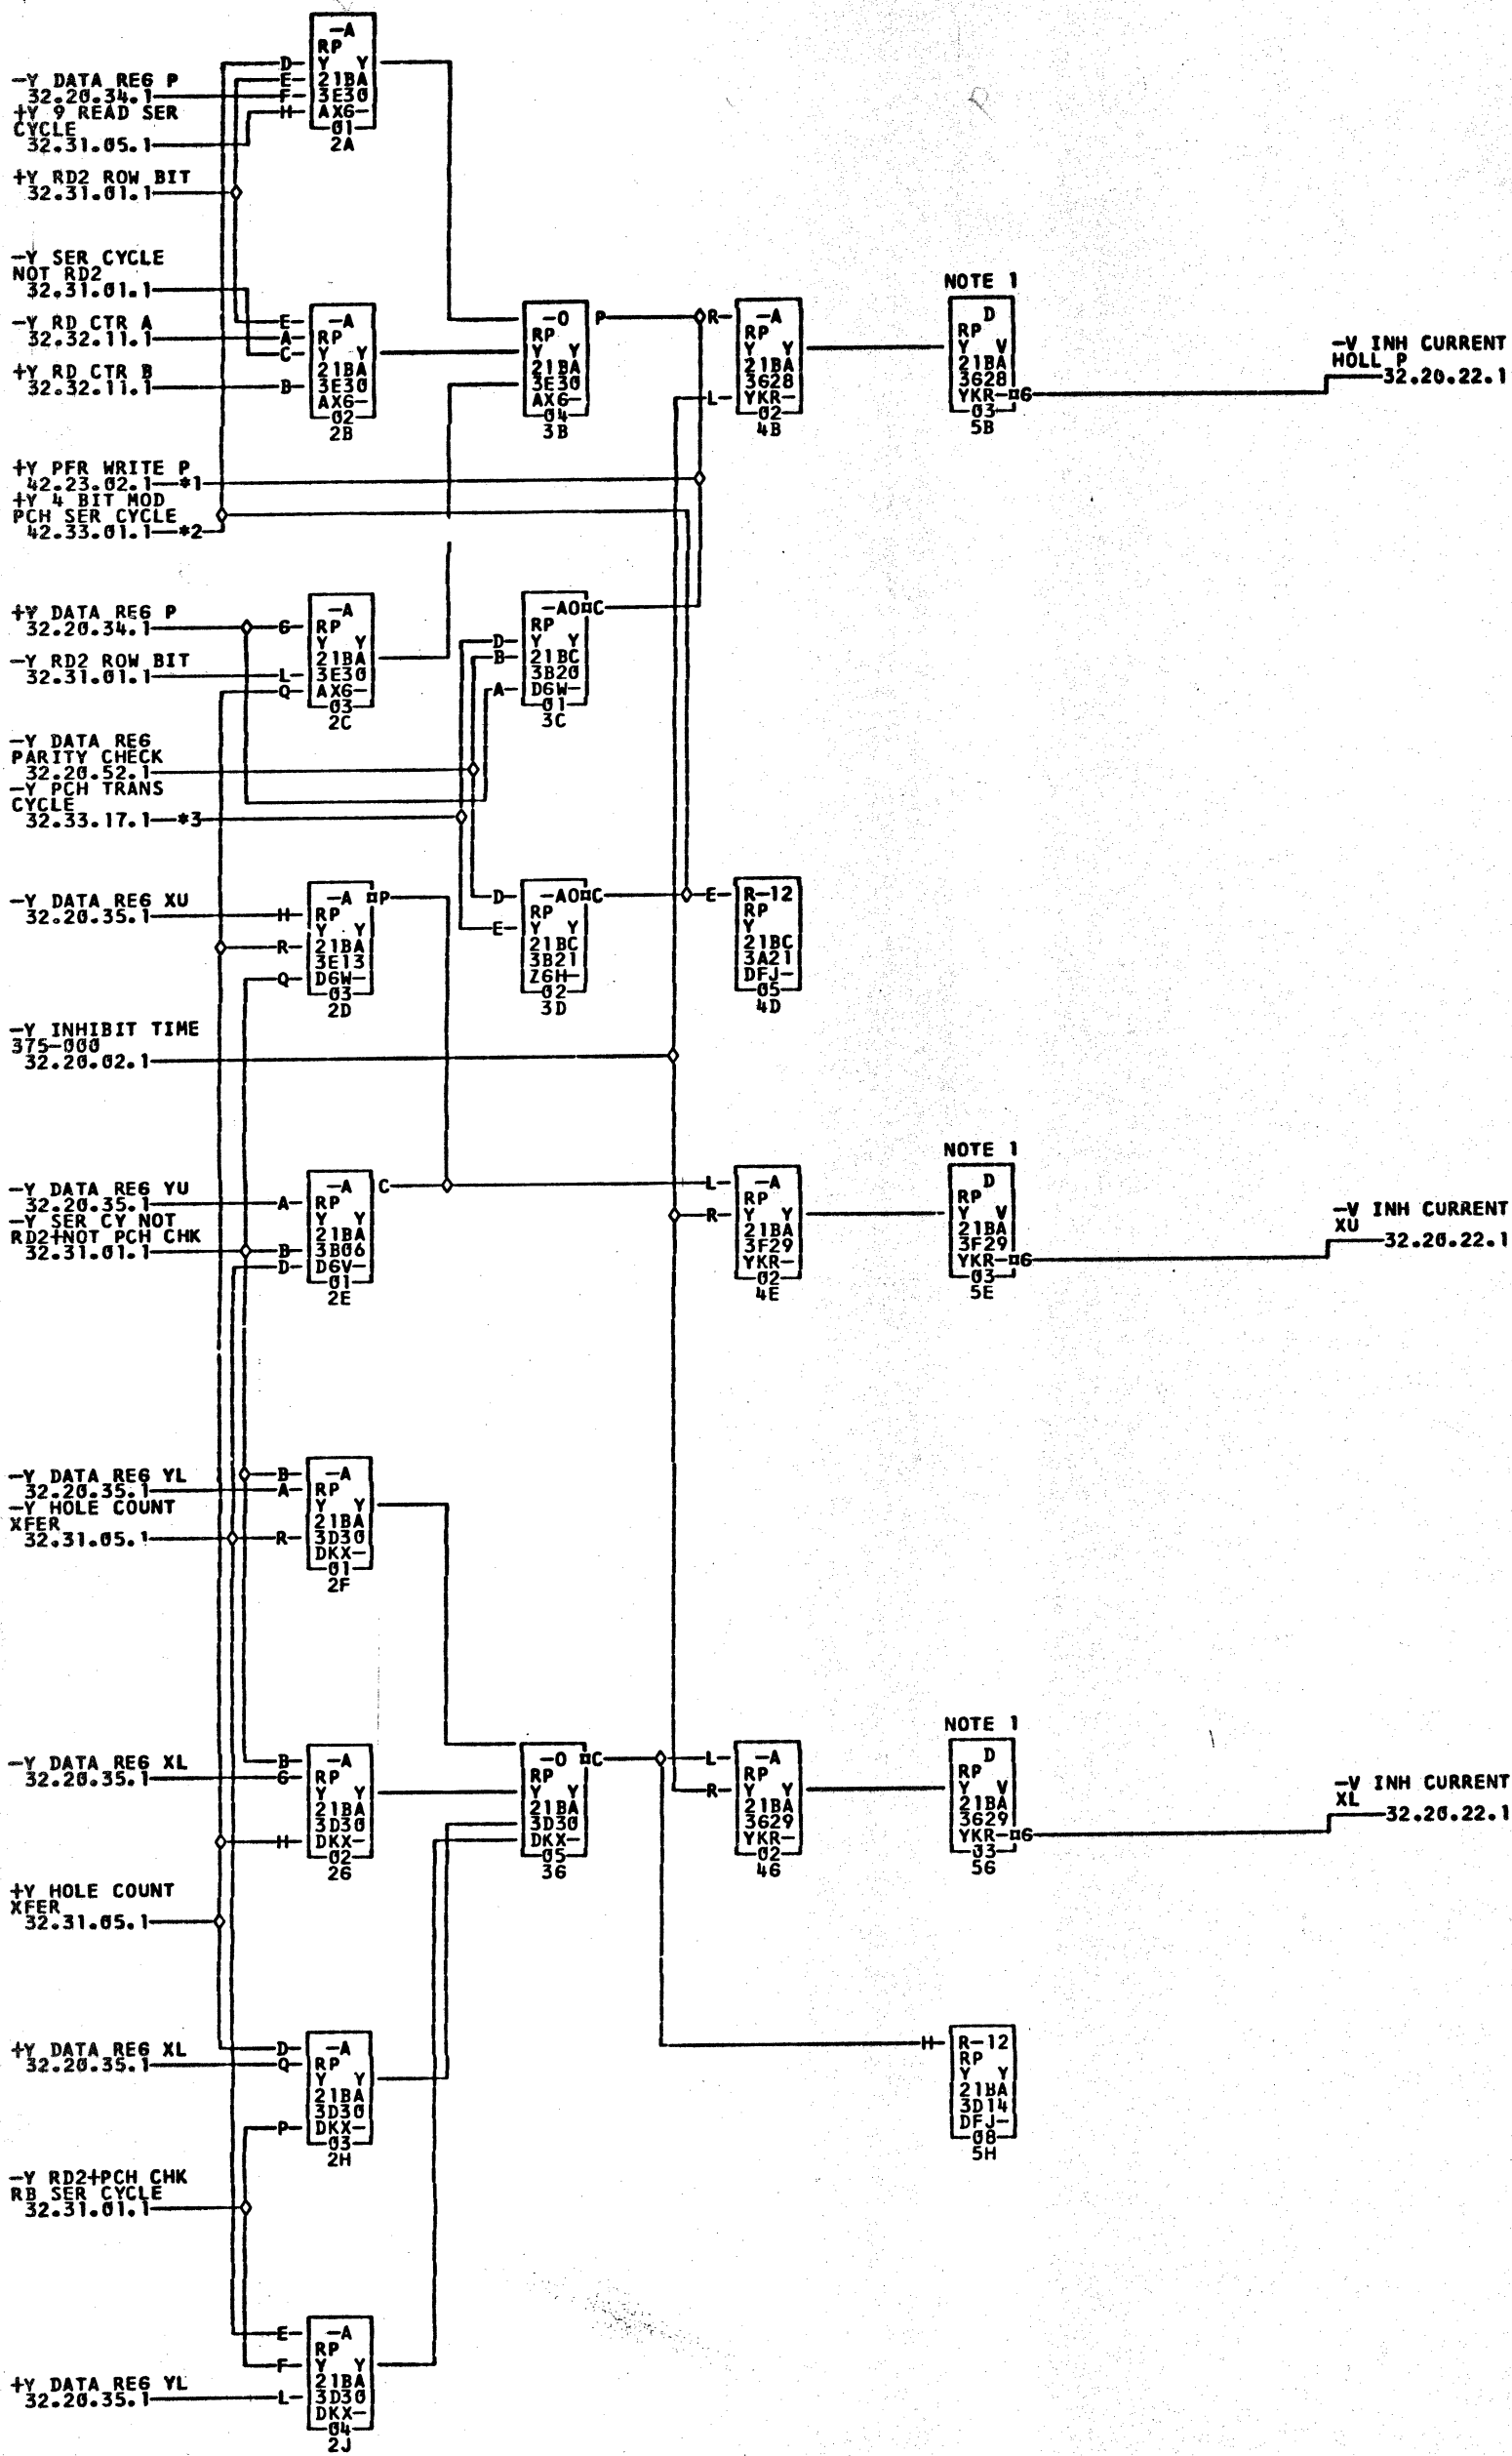 -A
RP
D Y Y
-Y DATA REG P
E 21BA
32.20.34.1 F 3E30
+Y 9 READ SER
H AX6-
CYCLE
01
32.31.05.1
2A
+Y RD2 ROW BIT
32.31.01.1
-Y SER CYCLE
NOT RD2
32.31.01.1
-Y RD CTR A
32.32.11.1
+Y RD CTR B
32.32.11.1
E -A
A RP
C Y Y
21BA
B 3E30
AX6-
02
2B
-O P
RP
Y Y
21BA
3E30
AX6-
04
3B
R -A
RP
Y Y
21BA
3628
L YKR-
02
4B
NOTE 1
D
RP
Y V
21BA
3628
YKR- G
03
5B
-V INH CURRENT
HOLL P
32.20.22.1
+Y PFR WRITE P
42.23.02.1 *1
+Y 4 BIT MOD
PCH SER CYCLE
42.33.01.1 *2
+Y DATA REG P
32.20.34.1
-Y RD2 ROW BIT
32.31.01.1
-A
G RP
Y Y
21BA
L 3E30
Q AX6-
03
2C
-AO C
RP
D Y Y
B 21BC
3B20
A D6W-
01
3C
-Y DATA REG
PARITY CHECK
32.20.52.1
-Y PCH TRANS
CYCLE
32.33.17.1 *3
-Y DATA REG XU
32.20.35.1
-A P
H RP
Y Y
R 21BA
3E13
Q D6W-
03
2D
D -AO C
RP
E Y Y
21BC
3B21
Z6H-
02
3D
E R-12
RP
Y
21BC
3A21
DFJ-
05
4D
-Y INHIBIT TIME
375-000
32.20.02.1
-Y DATA REG YU
32.20.35.1
-Y SER CY NOT
RD2+NOT PCH CHK
32.31.01.1
-A C
A RP
Y Y
21BA
B 3B06
D D6V-
01
2E
L -A
RP
R Y Y
21BA
3F29
YKR-
02
4E
NOTE 1
D
RP
Y V
21BA
3F29
YKR- G
03
5E
-V INH CURRENT
XU
32.20.22.1
-Y DATA REG YL
32.20.35.1
-Y HOLE COUNT
XFER
32.31.05.1
B -A
A RP
Y Y
21BA
R 3D30
DKX-
01
2F
-Y DATA REG XL
32.20.35.1
B -A
G RP
Y Y
21BA
3D30
H DKX-
02
2G
-O C
RP
Y Y
21BA
3D30
DKX-
05
3G
L -A
RP
R Y Y
21BA
3629
YKR-
02
4G
NOTE 1
D
RP
Y V
21BA
3629
YKR- G
03
5G
-V INH CURRENT
XL
32.20.22.1
+Y HOLE COUNT
XFER
32.31.05.1
+Y DATA REG XL
32.20.35.1
D -A
Q RP
Y Y
21BA
3D30
P DKX-
03
2H
H R-12
RP
Y Y
21BA
3D14
DFJ-
08
5H
-Y RD2+PCH CHK
RB SER CYCLE
32.31.01.1
+Y DATA REG YL
32.20.35.1
E -A
RP
F Y Y
21BA
L 3D30
DKX-
04
2J